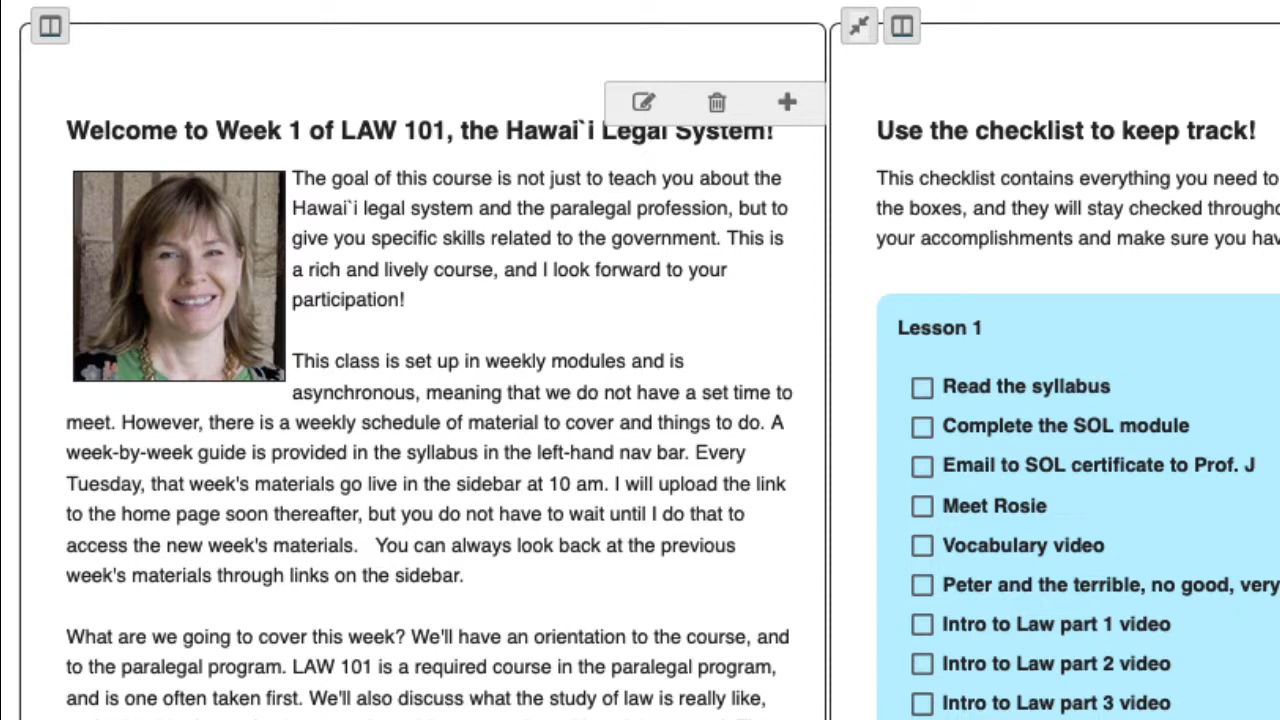 Welcome to Week 1 of LAW 101, the Hawai`i Legal System!
The goal of this course is not just to teach you about the
Hawai`i legal system and the paralegal profession, but to
give you specific skills related to the government. This is
a rich and lively course, and I look forward to your
participation!
This class is set up in weekly modules and is
asynchronous, meaning that we do not have a set time to
meet. However, there is a weekly schedule of material to cover and things to do. A
week-by-week guide is provided in the syllabus in the left-hand nav bar. Every
Tuesday, that week's materials go live in the sidebar at 10 am. I will upload the link
to the home page soon thereafter, but you do not have to wait until I do that to
access the new week's materials.   You can always look back at the previous
week's materials through links on the sidebar.
What are we going to cover this week? We'll have an orientation to the course, and
to the paralegal program. LAW 101 is a required course in the paralegal program,
and is one often taken first. We'll also discuss what the study of law is really like,
Use the checklist to keep track!
This checklist contains everything you need to
the boxes, and they will stay checked
your accomplishments and make sure you
Lesson 1
Read the syllabus
Complete the SOL module
Email to SOL certificate to Prof. J
Meet Rosie
Vocabulary video
Peter and the terrible, no good, very
Intro to Law part 1 video
Intro to Law part 2 video
Intro to Law part 3 video